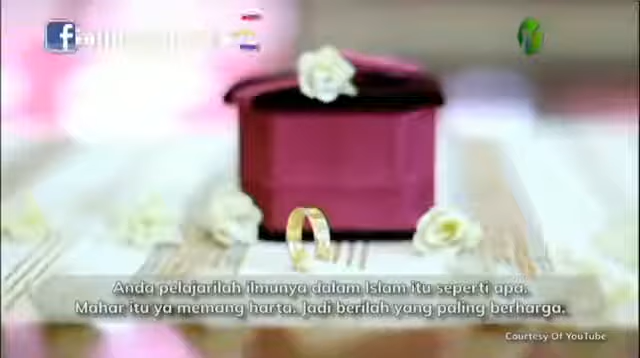 Anda pelajarilah ilmunya dalam Islam itu seperti apa.
Mahar itu ya memang harta. Jadi berilah yang paling berharga.
Courtesy Of YouTube